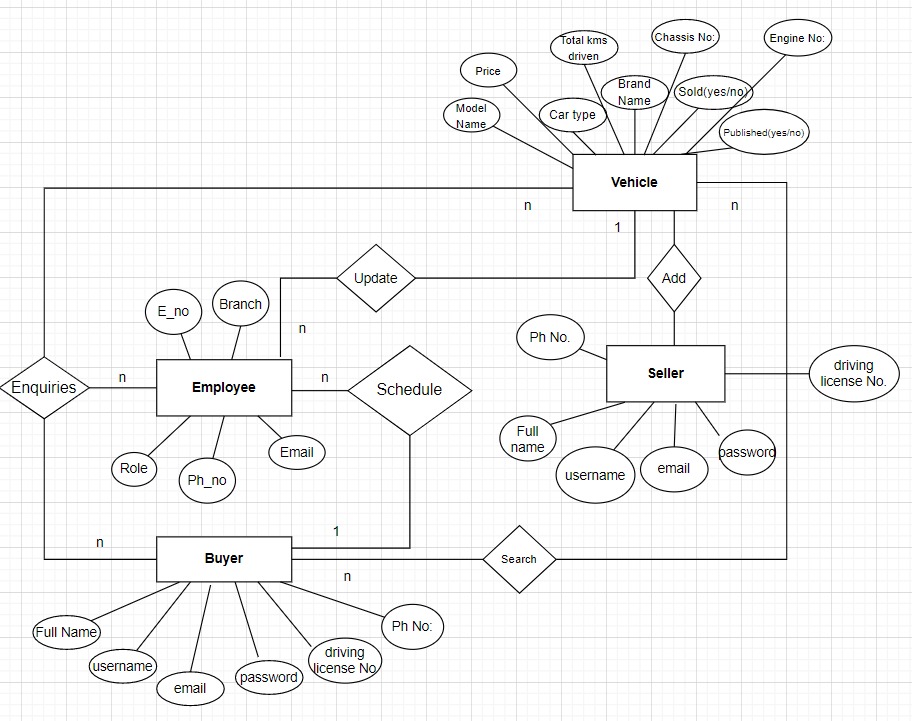 Total kms
driven
Chassis No:
Engine No:
Price
Brand
Name
Sold(yes/no)
Model
Name
Car type
Published(yes/no)
Vehicle
n
n
1
Update
Add
E_no
Branch
n
Ph No.
Enquiries
n
Employee
n
Schedule
Seller
driving
license No.
Full
name
Role
Ph_no
Email
username
email
password
n
1
Buyer
Search
n
Full Name
username
email
password
driving
license No
Ph No: